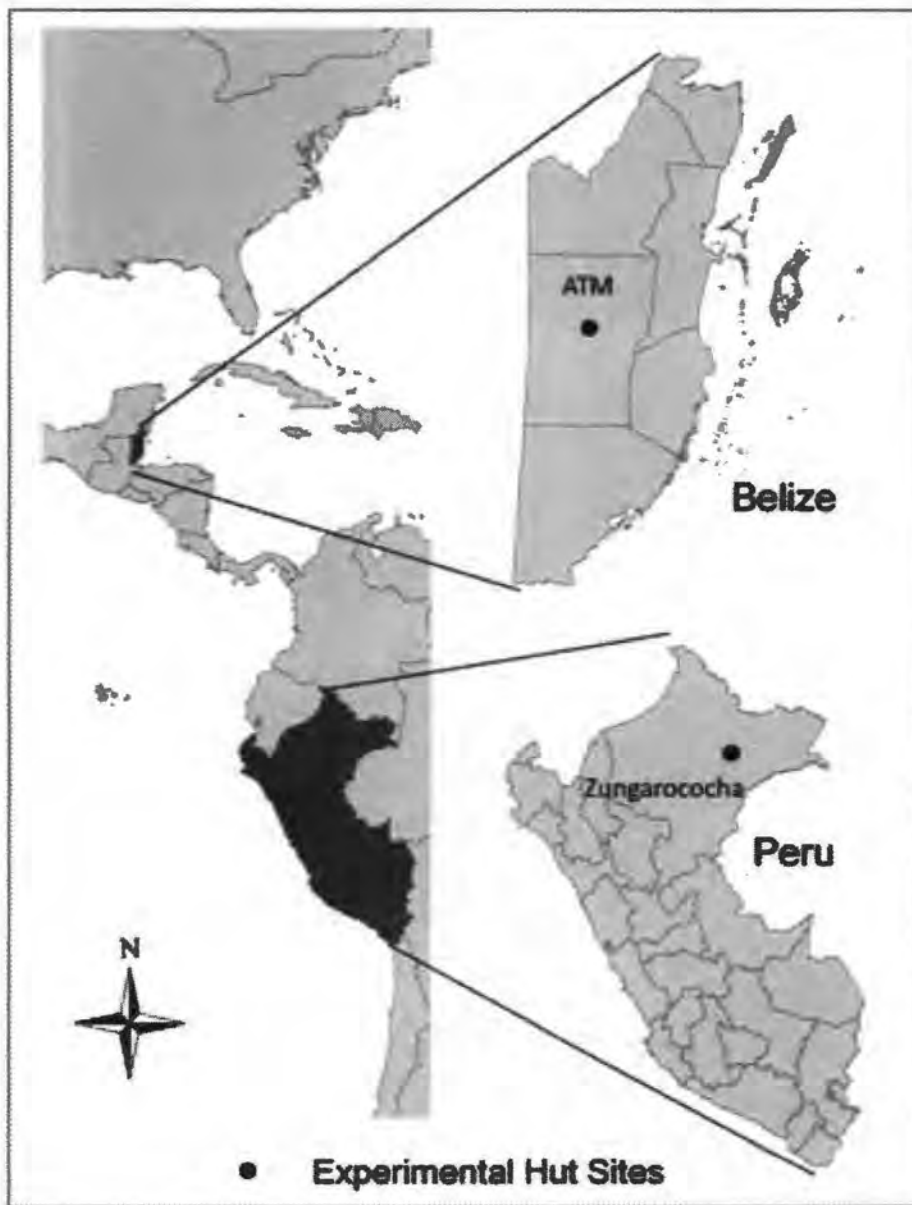 ATM
Belize
Zungarococha
Peru
N
Experimental Hut Sites